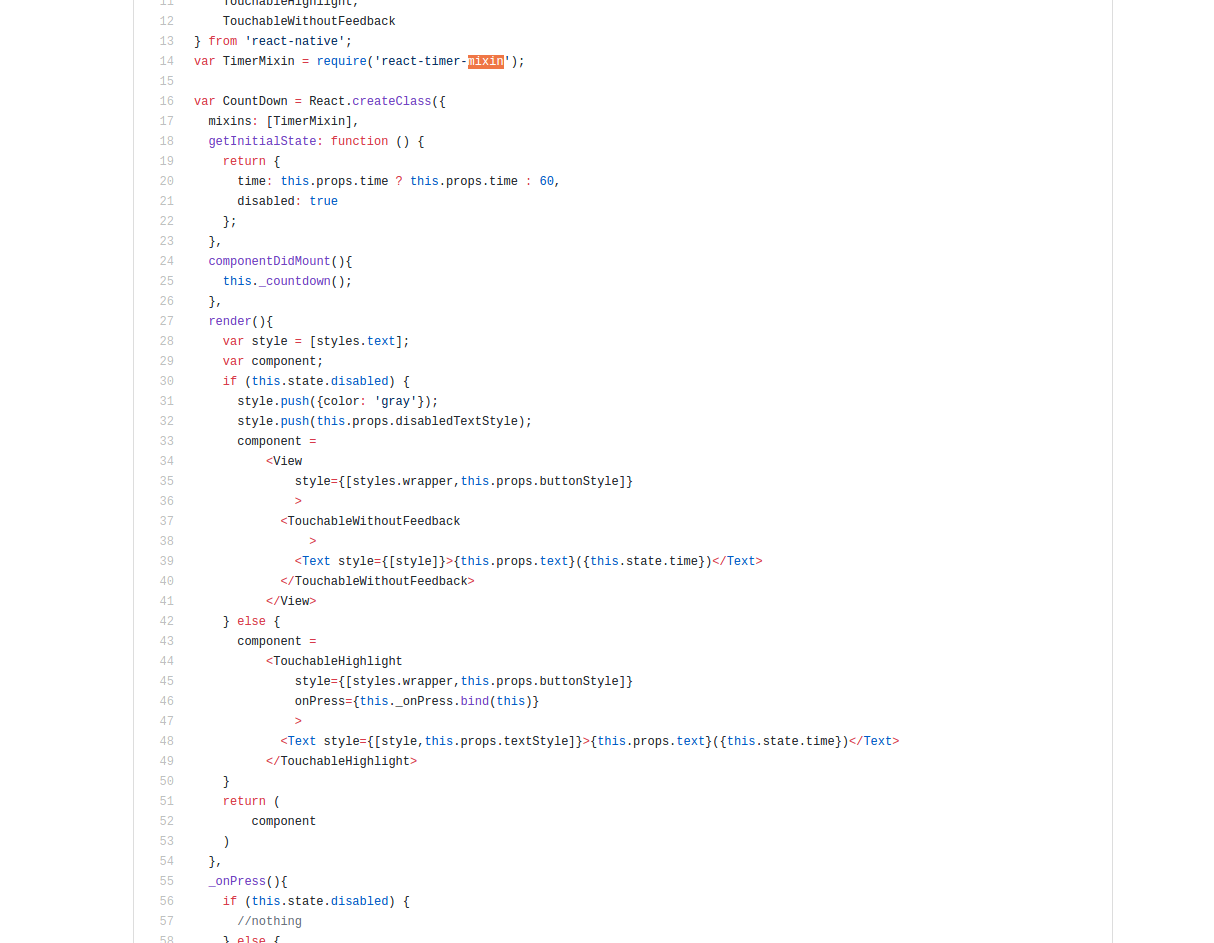 11 TouchableHighlight,
12 TouchableWithoutFeedback
13 } from 'react-native';
14 var TimerMixin = require('react-timer-mixin');
15
16 var CountDown = React.createClass({
17 mixins: [TimerMixin],
18 getInitialState: function () {
19 return {
20 time: this.props.time ? this.props.time : 60,
21 disabled: true
22 };
23 },
24 componentDidMount(){
25 this._countdown();
26 },
27 render(){
28 var style = [styles.text];
29 var component;
30 if (this.state.disabled) {
31 style.push({color: 'gray'});
32 style.push(this.props.disabledTextStyle);
33 component =
34 <View
35 style={[styles.wrapper,this.props.buttonStyle]}
36 >
37 <TouchableWithoutFeedback
38 >
39 <Text style={[style]}>{this.props.text}({this.state.time})</Text>
40 </TouchableWithoutFeedback>
41 </View>
42 } else {
43 component =
44 <TouchableHighlight
45 style={[styles.wrapper,this.props.buttonStyle]}
46 onPress={this._onPress.bind(this)}
47 >
48 <Text style={[style,this.props.textStyle]}>{this.props.text}({this.state.time})</Text>
49 </TouchableHighlight>
50 }
51 return (
52 component
53 )
54 },
55 _onPress(){
56 if (this.state.disabled) {
57 //nothing
58 } else {